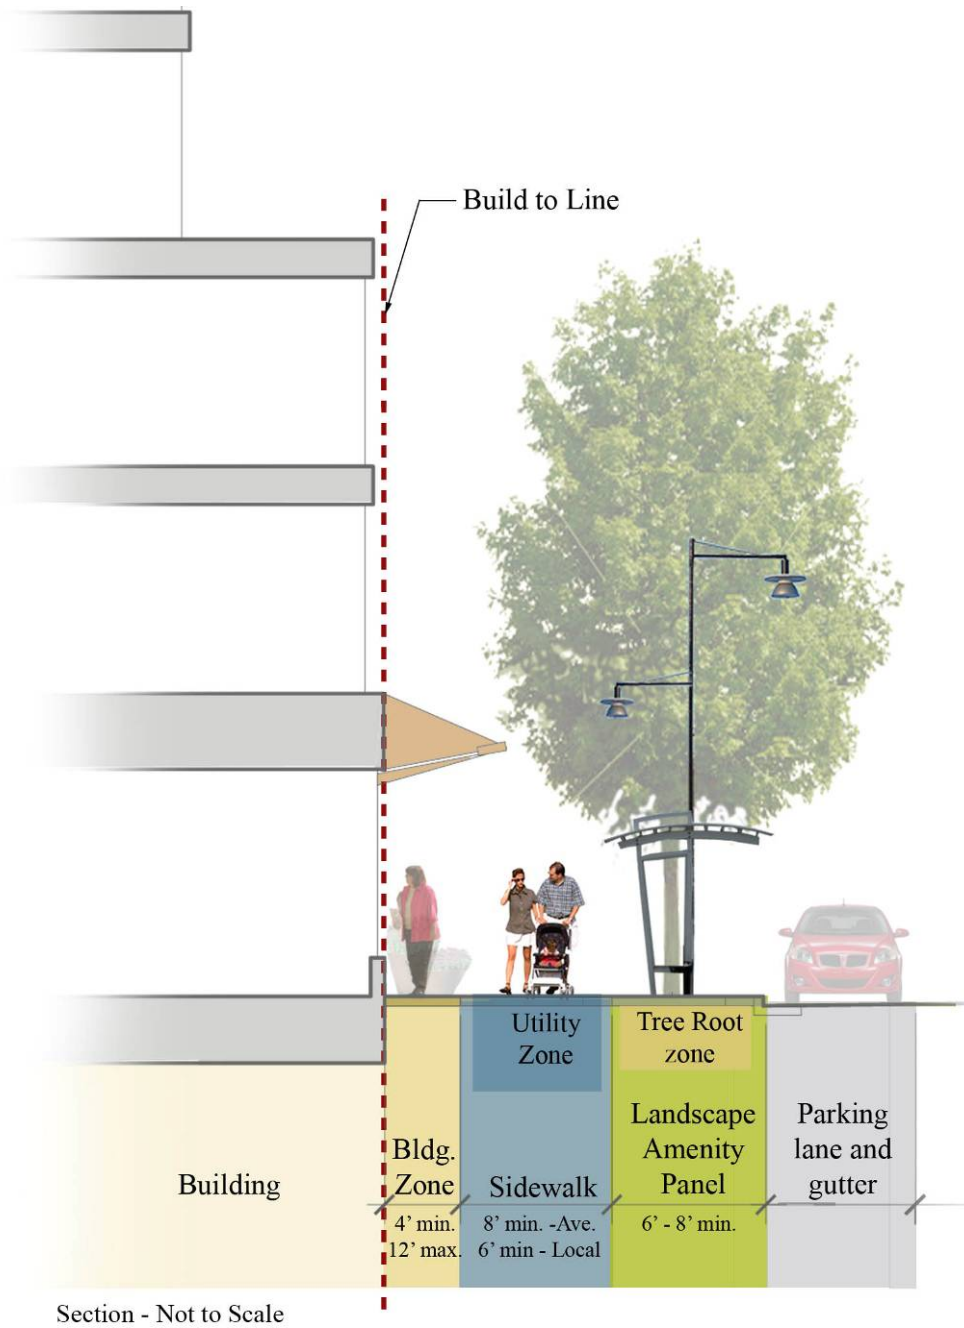 Build to Line
Utility
Zone
Tree Root
zone
Building
Bldg.
Zone
4’ min.
12’ max.
Sidewalk
8’ min. -Ave.
6’ min - Local
Landscape
Amenity
Panel
6’ - 8’ min.
Parking
lane and
gutter
Section - Not to Scale